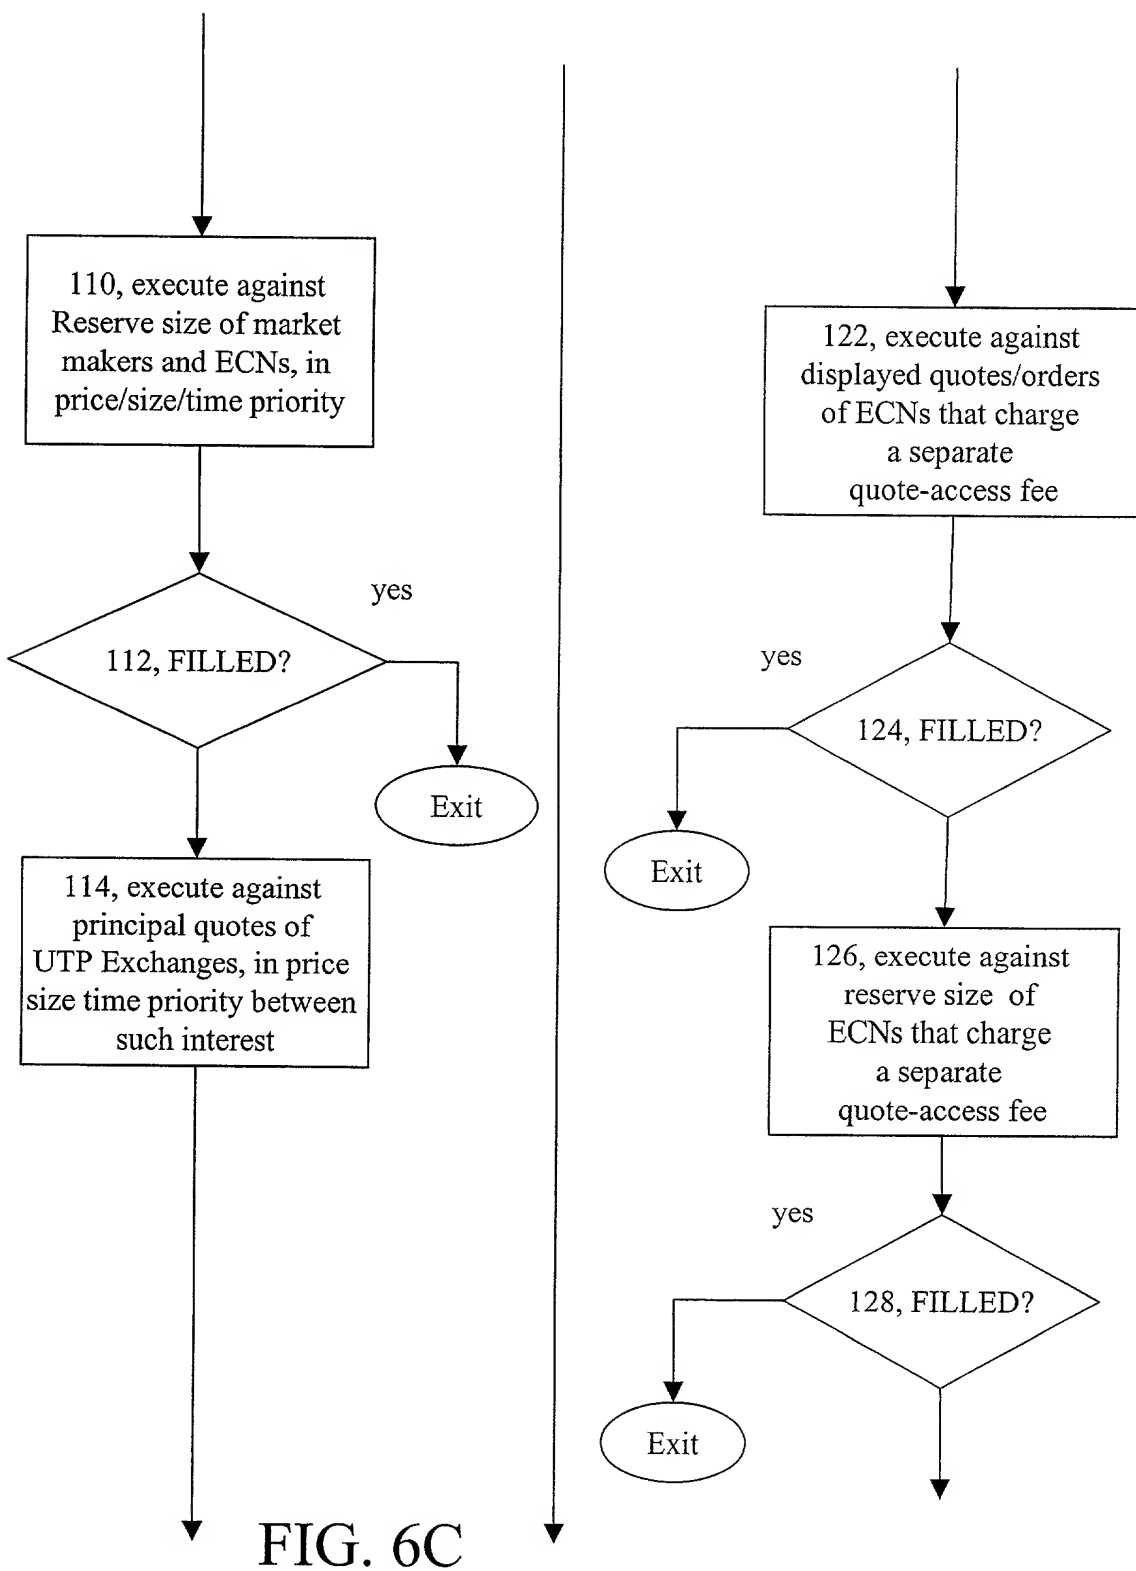 110, execute against
Reserve size of market
makers and ECNs, in
price/size/time priority
yes
112, FILLED?
Exit
114, execute against
principal quotes of
UTP Exchanges, in price
size time priority between
such interest
122, execute against
displayed quotes/orders
of ECNs that charge
a separate
quote-access fee
yes
124, FILLED?
Exit
126, execute against
reserve size of
ECNs that charge
a separate
quote-access fee
yes
128, FILLED?
Exit
FIG. 6C